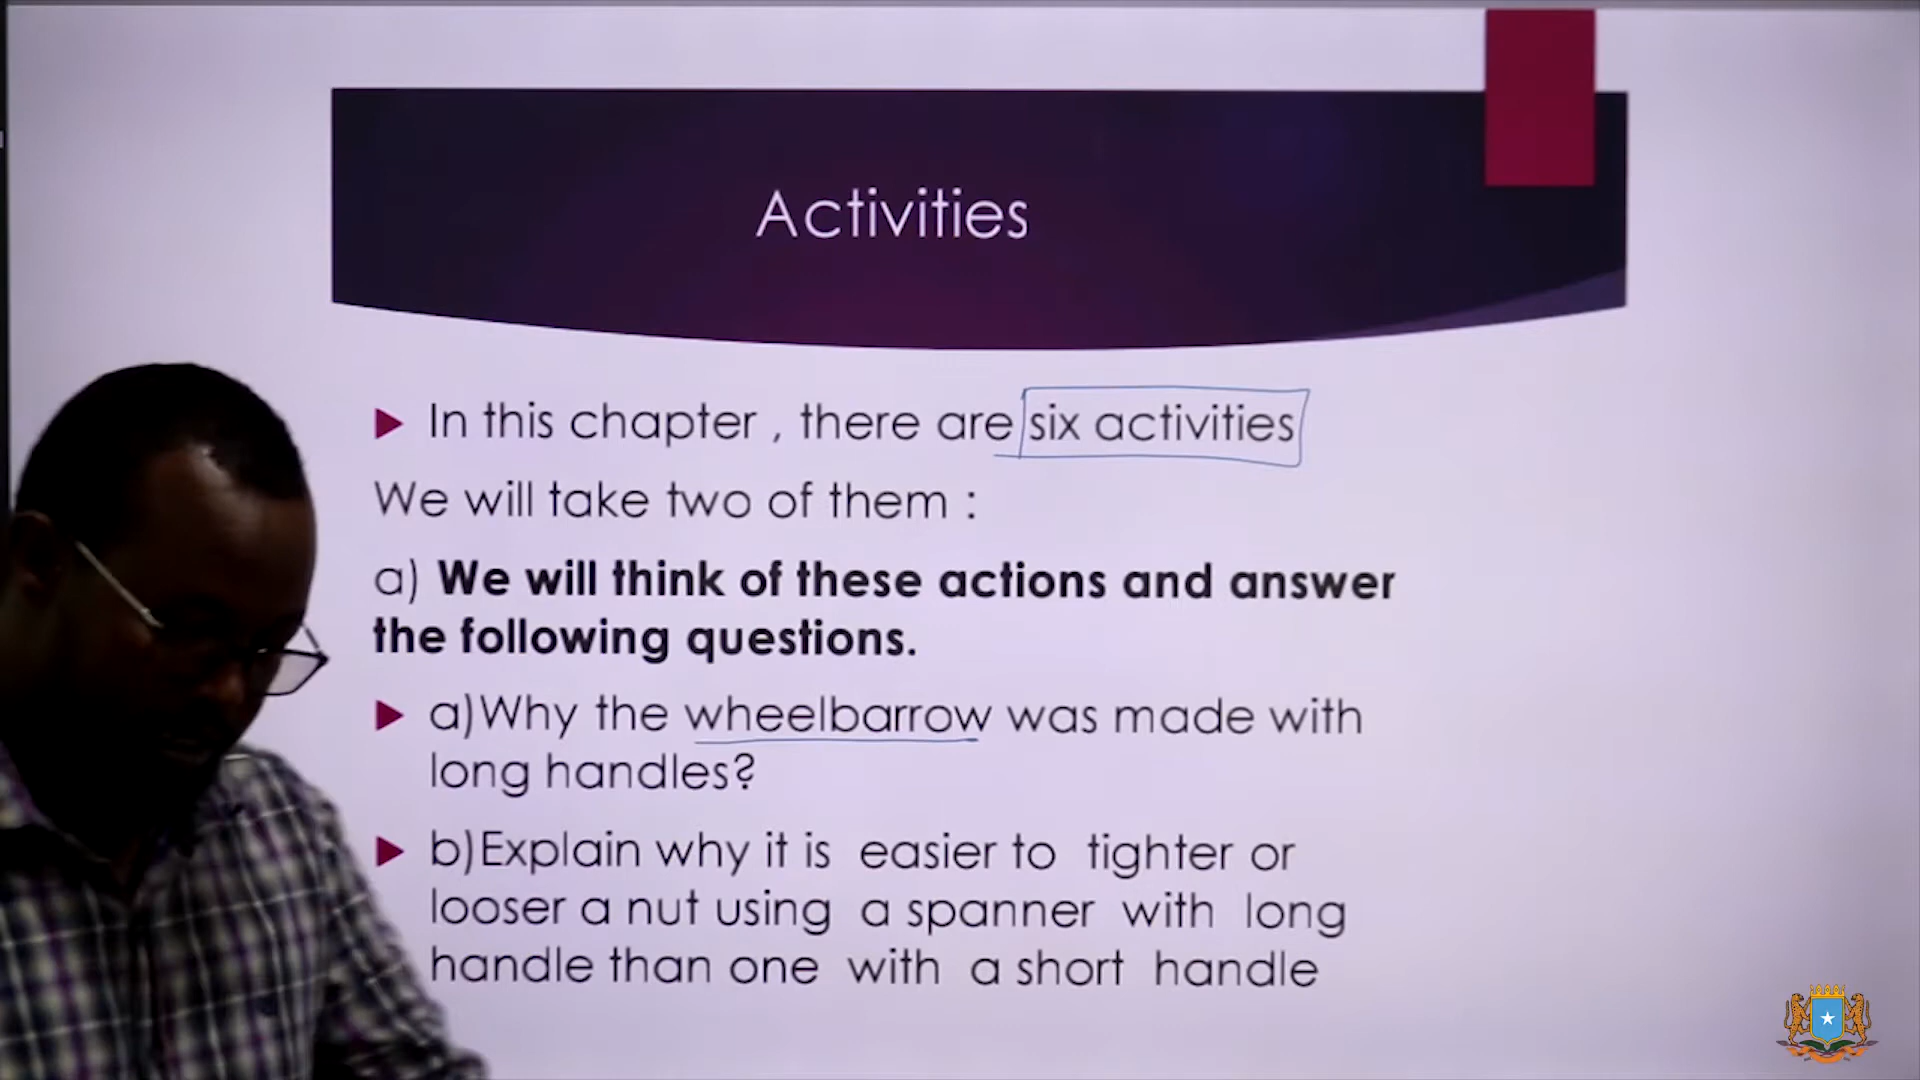 Activities
In this chapter , there are six activities
We will take two of them :
a) We will think of these actions and answer
the following questions.
a)Why the wheelbarrow was made with
long handles?
b)Explain why it is easier to tighter or
looser a nut using a spanner with long
handle than one with a short handle